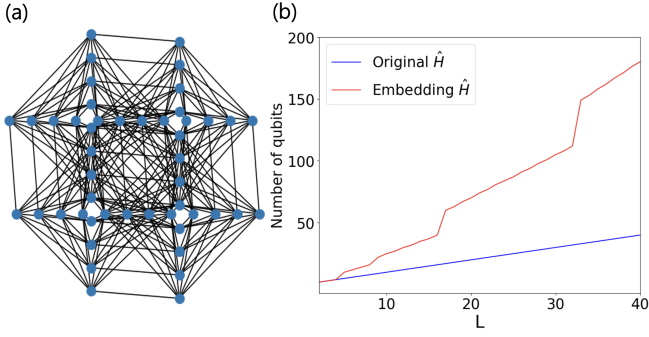 (a)
(b)
200
150
100
50
Number of qubits
Original Ĥ
Embedding Ĥ
10
20
30
40
L